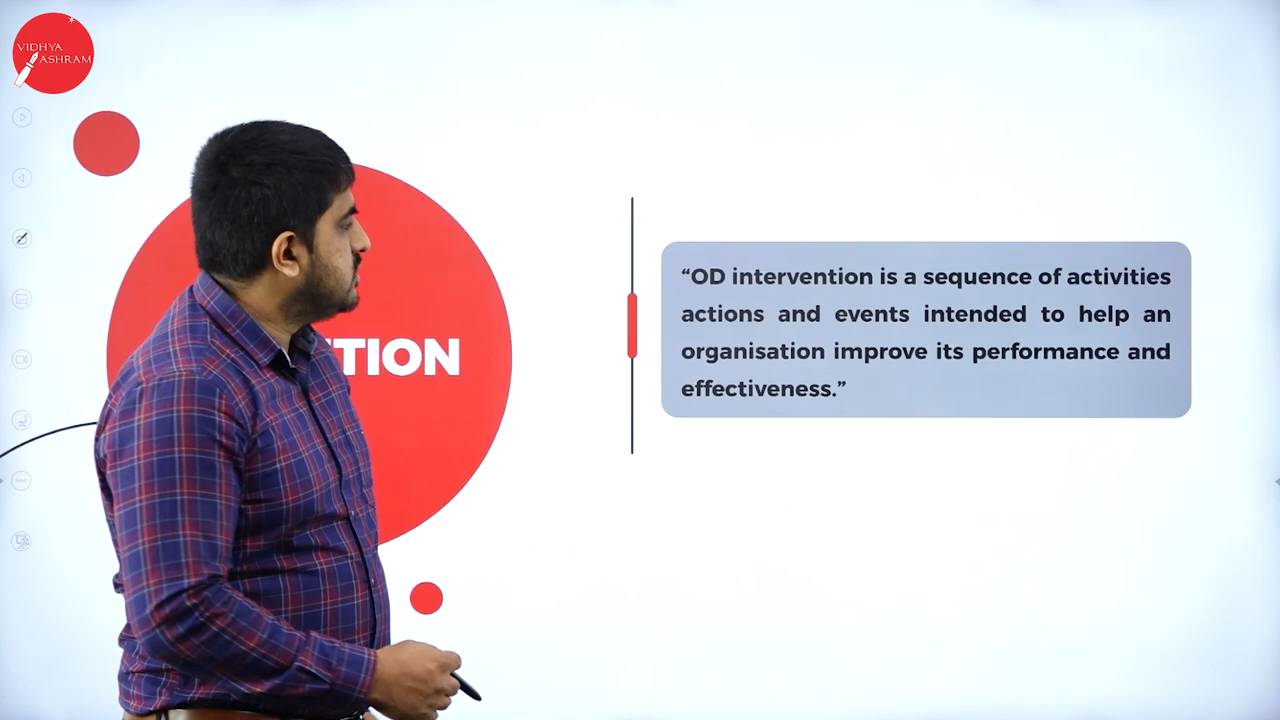 VIDHYA
ASHRAM
TION
“OD intervention is a sequence of activities
actions and events intended to help an
organisation improve its performance and
effectiveness.”